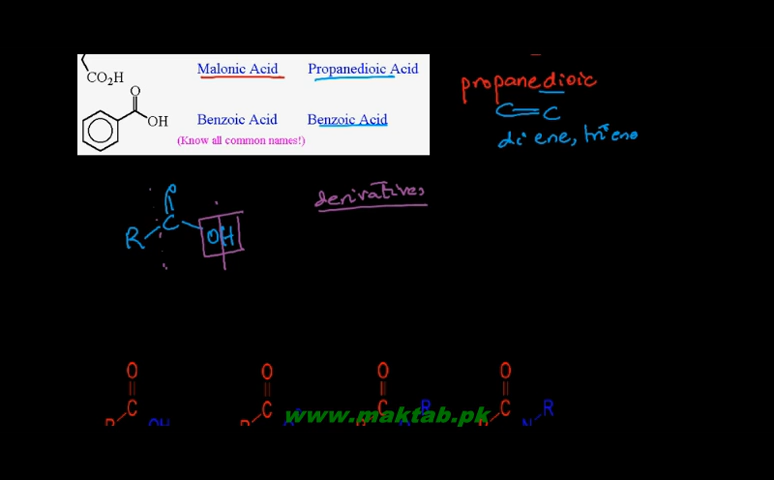 CO2H Malonic Acid Propanedioic Acid
O
OH Benzoic Acid Benzoic Acid
(Know all common names!)
propanedioic
C=C
di ene, triene
derivatives
O
R C OH
O O O O
C C C R C R
OH N
www.maktab.pk